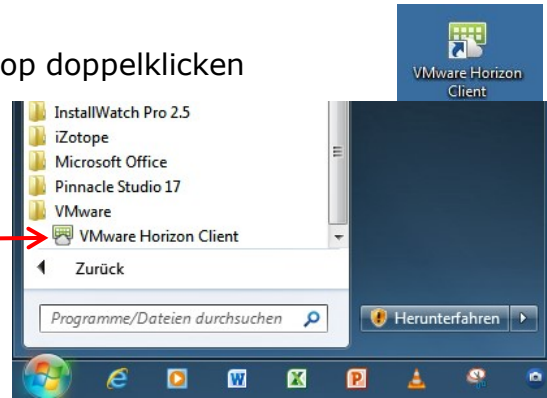 op doppelklicken
VMware Horizon
Client
InstallWatch Pro 2.5
iZotope
Microsoft Office
Pinnacle Studio 17
VMware
VMware Horizon Client
Zurück
Programme/Dateien durchsuchen
Herunterfahren